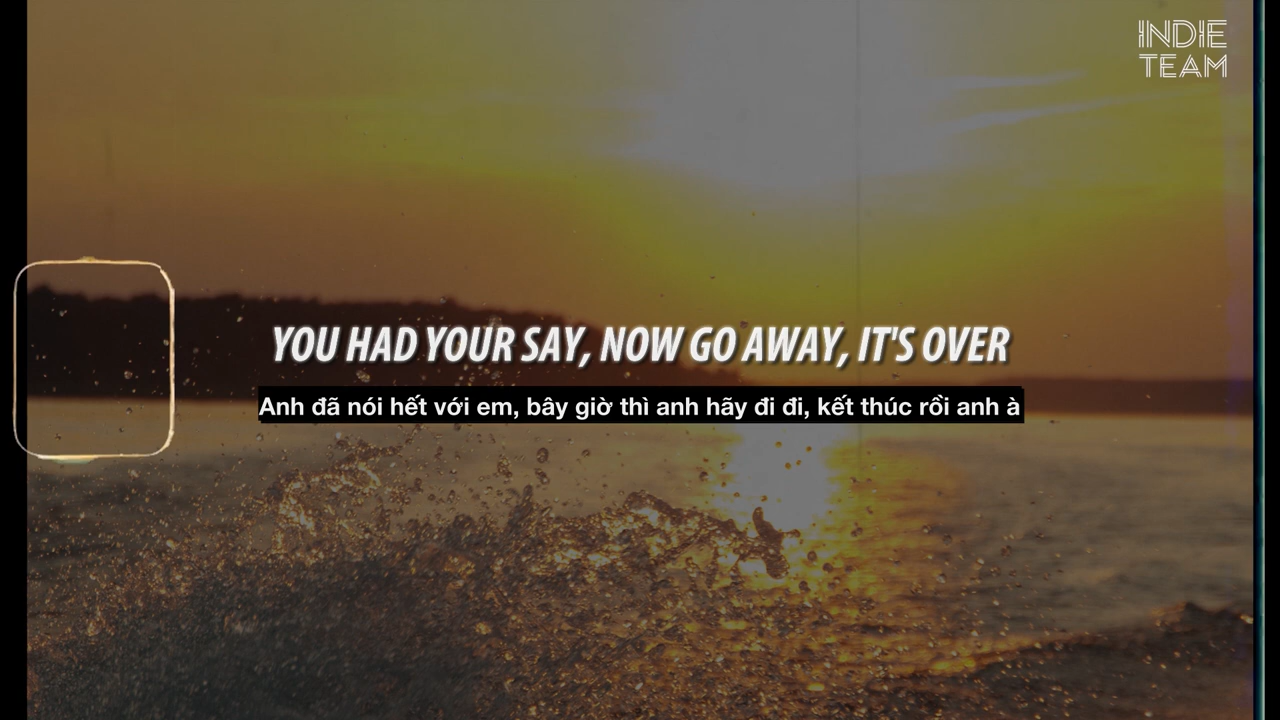 INDIE
TEAM
YOU HAD YOUR SAY, NOW GO AWAY, IT'S OVER
Anh đã nói hết với em, bây giờ thì anh hãy đi đi, kết thúc rồi anh à